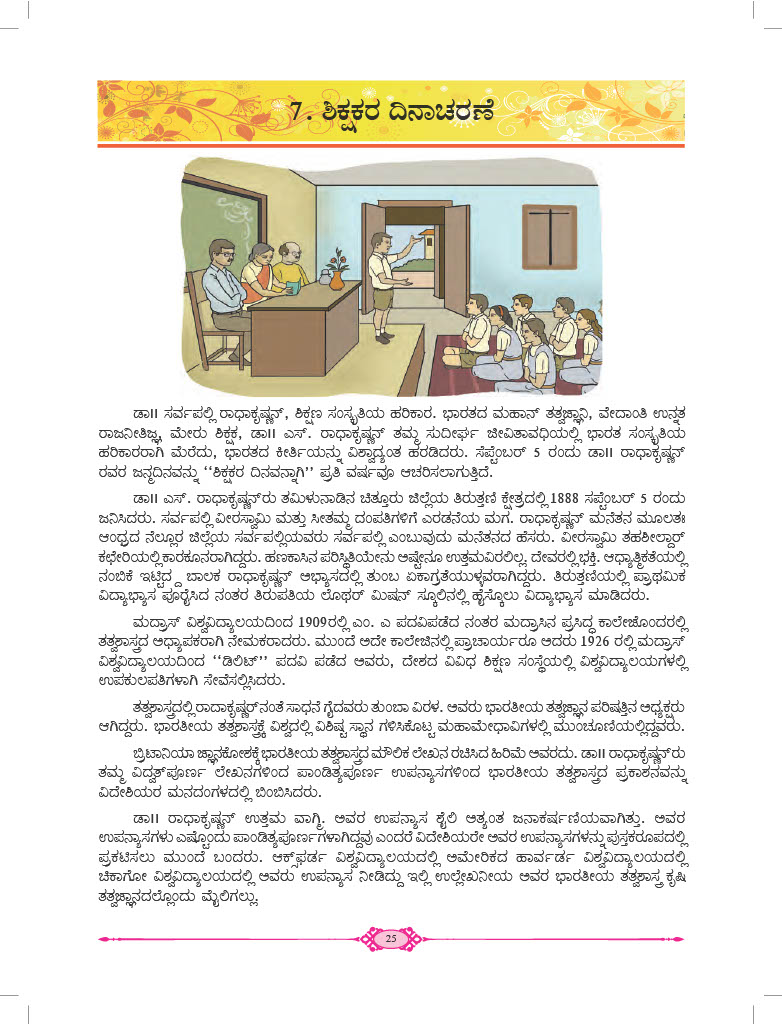 7. ಶಿಕ್ಷಕರ ದಿನಾಚರಣೆ
ಡಾ॥ ಸರ್ವಪಲ್ಲಿ ರಾಧಾಕೃಷ್ಣನ್, ಶಿಕ್ಷಣ ಸಂಸ್ಕೃತಿಯ ಹರಿಕಾರ. ಭಾರತದ ಮಹಾನ್ ತತ್ವಜ್ಞಾನಿ, ವೇದಾಂತಿ ಉನ್ನತ
ರಾಜನೀತಿಜ್ಞ, ಮೇರು ಶಿಕ್ಷಕ, ಡಾ॥ ಎಸ್. ರಾಧಾಕೃಷ್ಣನ್ ತಮ್ಮ ಸುದೀರ್ಘ ಜೀವಿತಾವಧಿಯಲ್ಲಿ ಭಾರತ ಸಂಸ್ಕೃತಿಯ
ಹರಿಕಾರರಾಗಿ ಮೆರೆದು, ಭಾರತದ ಕೀರ್ತಿಯನ್ನು ವಿಶ್ವಾದ್ಯಂತ ಹರಡಿದರು. ಸೆಪ್ಟೆಂಬರ್ 5 ರಂದು ಡಾ॥ ರಾಧಾಕೃಷ್ಣನ್
ರವರ ಜನ್ಮದಿನವನ್ನು ‘‘ಶಿಕ್ಷಕರ ದಿನವನ್ನಾಗಿ’’ ಪ್ರತಿ ವರ್ಷವೂ ಆಚರಿಸಲಾಗುತ್ತಿದೆ.
ಡಾ॥ ಎಸ್. ರಾಧಾಕೃಷ್ಣನ್‌ರು ತಮಿಳುನಾಡಿನ ಚಿತ್ತೂರು ಜಿಲ್ಲೆಯ ತಿರುತ್ತಣಿ ಕ್ಷೇತ್ರದಲ್ಲಿ 1888 ಸಪ್ಟೆಂಬರ್ 5 ರಂದು
ಜನಿಸಿದರು. ಸರ್ವಪಲ್ಲಿ ವೀರಸ್ವಾಮಿ ಮತ್ತು ಸೀತಮ್ಮ ದಂಪತಿಗಳಿಗೆ ಎರಡನೆಯ ಮಗ. ರಾಧಾಕೃಷ್ಣನ್ ಮನೆತನ ಮೂಲತಃ
ಆಂಧ್ರದ ನೆಲ್ಲೂರ ಜಿಲ್ಲೆಯ ಸರ್ವಪಲ್ಲಿಯವರು ಸರ್ವಪಲ್ಲಿ ಎಂಬುವುದು ಮನೆತನದ ಹೆಸರು. ವೀರಸ್ವಾಮಿ ತಹಶೀಲ್ದಾರ್
ಕಛೇರಿಯಲ್ಲಿ ಕಾರಕೂನರಾಗಿದ್ದರು. ಹಣಕಾಸಿನ ಪರಿಸ್ಥಿತಿಯೇನು ಅಷ್ಟೇನೂ ಉತ್ತಮವಿರಲಿಲ್ಲ. ದೇವರಲ್ಲಿ ಭಕ್ತಿ. ಆಧ್ಯಾತ್ಮಿಕತೆಯಲ್ಲಿ
ನಂಬಿಕೆ ಇಟ್ಟಿದ್ದ ಬಾಲಕ ರಾಧಾಕೃಷ್ಣನ್ ಆಭ್ಯಾಸದಲ್ಲಿ ತುಂಬ ಏಕಾಗ್ರತೆಯುಳ್ಳವರಾಗಿದ್ದರು. ತಿರುತ್ತಣಿಯಲ್ಲಿ ಪ್ರಾಥಮಿಕ
ವಿದ್ಯಾಭ್ಯಾಸ ಪೂರೈಸಿದ ನಂತರ ತಿರುಪತಿಯ ಲೊಥರ್ ಮಿಷನ್ ಸ್ಕೂಲಿನಲ್ಲಿ ಹೈಸ್ಕೊಲು ವಿದ್ಯಾಭ್ಯಾಸ ಮಾಡಿದರು.
ಮದ್ರಾಸ್ ವಿಶ್ವವಿದ್ಯಾಲಯದಿಂದ 1909ರಲ್ಲಿ ಎಂ. ಎ ಪದವಿಪಡೆದ ನಂತರ ಮದ್ರಾಸಿನ ಪ್ರಸಿದ್ಧ ಕಾಲೇಜೊಂದರಲ್ಲಿ
ತತ್ವಶಾಸ್ತ್ರದ ಅಧ್ಯಾಪಕರಾಗಿ ನೇಮಕರಾದರು. ಮುಂದೆ ಅದೇ ಕಾಲೇಜಿನಲ್ಲಿ ಪ್ರಾಚಾರ್ಯರೂ ಆದರು 1926 ರಲ್ಲಿ ಮದ್ರಾಸ್
ವಿಶ್ವವಿದ್ಯಾಲಯದಿಂದ ‘‘ಡಿಲಿಟ್’’ ಪದವಿ ಪಡೆದ ಅವರು, ದೇಶದ ವಿವಿಧ ಶಿಕ್ಷಣ ಸಂಸ್ಥೆಯಲ್ಲಿ ವಿಶ್ವವಿದ್ಯಾಲಯಗಳಲ್ಲಿ
ಉಪಕುಲಪತಿಗಳಾಗಿ ಸೇವೆಸಲ್ಲಿಸಿದರು.
ತತ್ವಶಾಸ್ತ್ರದಲ್ಲಿ ರಾದಾಕೃಷ್ಣರ್‌ನಂತೆ ಸಾಧನೆ ಗೈದವರು ತುಂಬಾ ವಿರಳ. ಅವರು ಭಾರತೀಯ ತತ್ವಜ್ಞಾನ ಪರಿಷತ್ತಿನ ಆಧ್ಯಕ್ಷರು
ಆಗಿದ್ದರು. ಭಾರತೀಯ ತತ್ವಶಾಸ್ತ್ರಕ್ಕೆ ವಿಶ್ವದಲ್ಲಿ ವಿಶಿಷ್ಟ ಸ್ಥಾನ ಗಳಿಸಿಕೊಟ್ಟ ಮಹಾಮೇಧಾವಿಗಳಲ್ಲಿ ಮುಂಚೂಣಿಯಲ್ಲಿದ್ದವರು.
ಬ್ರಿಟಾನಿಯಾ ಜ್ಞಾನಕೋಶಕ್ಕೆ ಭಾರತೀಯ ತತ್ವಶಾಸ್ತ್ರದ ಮೌಲಿಕ ಲೇಖನ ರಚಿಸಿದ ಹಿರಿಮೆ ಅವರದು. ಡಾ॥ ರಾಧಾಕೃಷ್ಣನ್‌ರು
ತಮ್ಮ ವಿದ್ವತ್‌ಪೂರ್ಣ ಲೇಖನಗಳಿಂದ ಪಾಂಡಿತ್ಯಪೂರ್ಣ ಉಪನ್ಯಾಸಗಳಿಂದ ಭಾರತೀಯ ತತ್ವಶಾಸ್ತ್ರದ ಪ್ರಕಾಶನವನ್ನು
ವಿದೇಶಿಯರ ಮನದಂಗಳದಲ್ಲಿ ಬಿಂಬಿಸಿದರು.
ಡಾ॥ ರಾಧಾಕೃಷ್ಣನ್ ಉತ್ತಮ ವಾಗ್ಮಿ. ಅವರ ಉಪನ್ಯಾಸ ಶೈಲಿ ಅತ್ಯಂತ ಜನಾಕರ್ಷಣೆಯವಾಗಿತ್ತು. ಅವರ
ಉಪನ್ಯಾಸಗಳು ಎಷ್ಟೊಂದು ಪಾಂಡಿತ್ಯಪೂರ್ಣಗಳಾಗಿದ್ದವು ಎಂದರೆ ವಿದೇಶಿಯರೇ ಅವರ ಉಪನ್ಯಾಸಗಳನ್ನು ಪುಸ್ತಕರೂಪದಲ್ಲಿ
ಪ್ರಕಟಿಸಲು ಮುಂದೆ ಬಂದರು. ಆಕ್ಸ್‌ಫರ್ಡ ವಿಶ್ವವಿದ್ಯಾಲಯದಲ್ಲಿ ಅಮೇರಿಕದ ಹಾರ್ವರ್ಡ ವಿಶ್ವವಿದ್ಯಾಲಯದಲ್ಲಿ
ಚಿಕಾಗೋ ವಿಶ್ವವಿದ್ಯಾಲಯದಲ್ಲಿ ಅವರು ಉಪನ್ಯಾಸ ನೀಡಿದ್ದು ಇಲ್ಲಿ ಉಲ್ಲೇಖನೀಯ ಅವರ ಭಾರತೀಯ ತತ್ವಶಾಸ್ತ್ರ ಕೃಷಿ
ತತ್ವಜ್ಞಾನದಲ್ಲೊಂದು ಮೈಲಿಗಲ್ಲು.
25